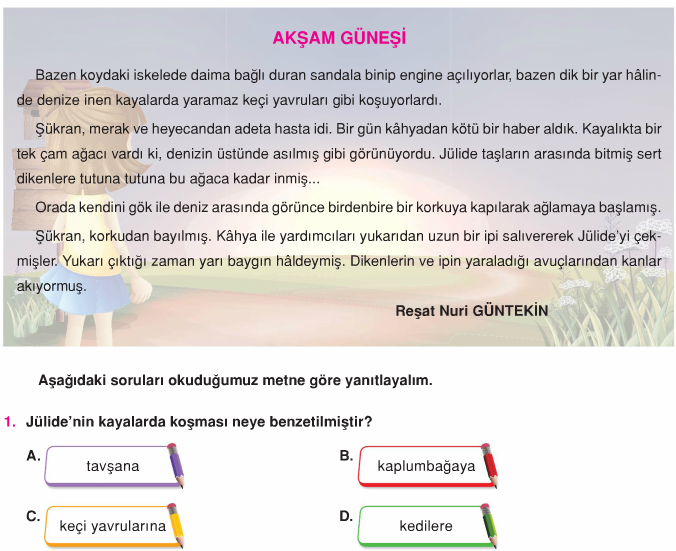 AKŞAM GÜNEŞİ
Bazen koydaki iskelede daima bağlı duran sandala binip engine açılıyorlar, bazen dik bir yar hâlin-
de denize inen kayalarda yaramaz keçi yavruları gibi koşuyorlardı.
Şükran, merak ve heyecandan adeta hasta idi. Bir gün kâhyadan kötü bir haber aldık. Kayalıkta bir
tek çam ağacı vardı ki, denizin üstünde asılmış gibi görünüyordu. Jülide taşların arasında bitmiş sert
dikenlere tutuna tutuna bu ağaca kadar inmiş...
Orada kendini gök ile deniz arasında görünce birdenbire bir korkuya kapılarak ağlamaya başlamış.
Şükran, korkudan bayılmış. Kâhya ile yardımcıları yukarıdan uzun bir ipi salıvererek Jülide'yi çek-
mişler. Yukarı çıktığı zaman yarı baygın hâldeymiş. Dikenlerin ve ipin yaraladığı avuçlarından kanlar
akıyormuş.
Reşat Nuri GÜNTEKİN
Aşağıdaki soruları okuduğumuz metne göre yanıtlayalım.
1. Jülide'nin kayalarda koşması neye benzetilmiştir?
A. tavşana
B. kaplumbağaya
C. keçi yavrularına
D. kedilere